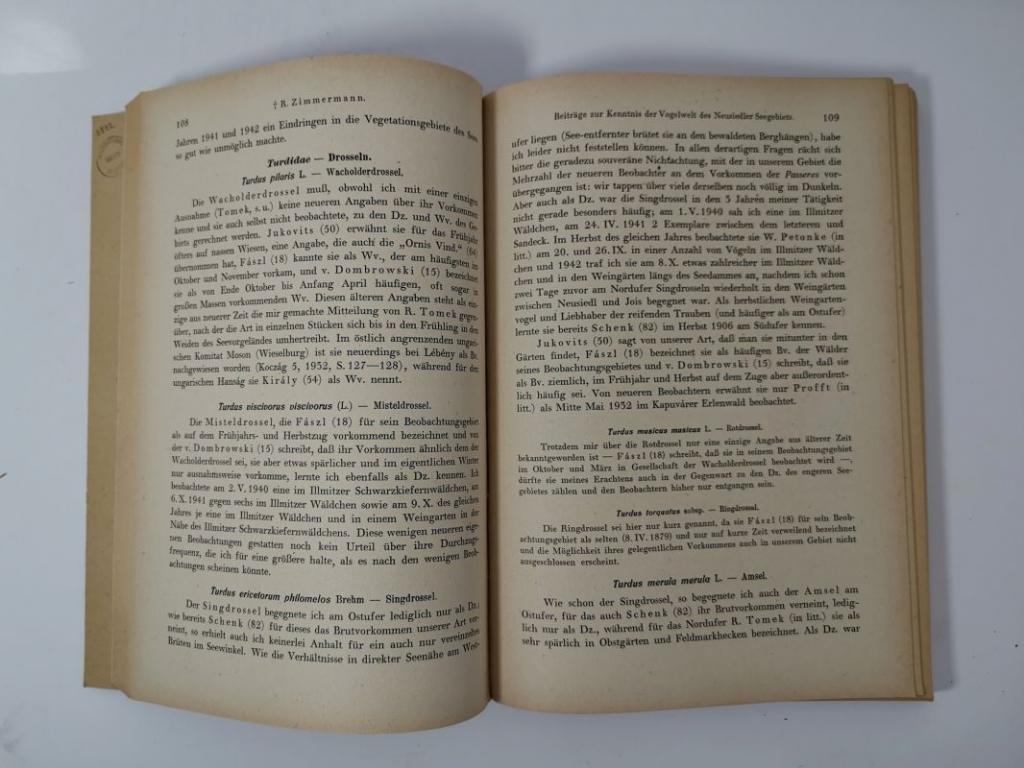 108
† R. Zimmermann.
Jahren 1941 und 1942 ein Eindringen in die Vegetationsgebiete des Sees
so gut wie unmöglich machte.
Turdidae — Drosseln.
Turdus pilaris L. — Wacholderdrossel.
Die Wacholderdrossel muß, obwohl ich mit einer einzigen
Ausnahme (Tomek, s. u.) keine neueren Angaben über ihr Vorkommen
kenne und sie auch selbst nicht beobachtete, zu den Dz. und Wv. des Ge-
biets gerechnet werden. Jukovits (50) erwähnt sie für das Frühjahr
öfters auf nassen Wiesen, eine Angabe, die auch die „Ornis Vind.“ (64)
übernommen hat, Fászl (18) kannte sie als Wv., der am häufigsten im
Oktober und November vorkam, und v. Dombrowski (15) bezeichnet
sie als von Ende Oktober bis Anfang April häufigen, oft sogar in
großen Massen vorkommenden Wv. Diesen älteren Angaben steht als ein-
zige aus neuerer Zeit die mir gemachte Mitteilung von R. Tomek gegen-
über, nach der die Art in einzelnen Stücken sich bis in den Frühling in den
Weiden des Seevorgeländes umhertreibt. Im östlich angrenzenden ungari-
schen Komitat Moson (Wieselburg) ist sie neuerdings bei Lébény als Bv.
nachgewiesen worden (Koczág 5, 1952, S. 127—128), während für den
ungarischen Hanság sie Király (54) als Wv. nennt.
Turdus viscivorus viscivorus (L.) — Misteldrossel.
Die Misteldrossel, die Fászl (18) für sein Beobachtungsgebiet
als auf dem Frühjahrs- und Herbstzug vorkommend bezeichnet und von
der v. Dombrowski (15) schreibt, daß ihr Vorkommen ähnlich dem der
Wacholderdrossel sei, sie aber etwas spärlicher und im eigentlichen Winter
nur ausnahmsweise vorkomme, lernte ich ebenfalls als Dz. kennen. Ich
beobachtete am 2. V. 1940 eine im Illmitzer Schwarzkiefernwäldchen, am
6. X. 1941 gegen sechs im Illmitzer Wäldchen sowie am 9. X. des gleichen
Jahres je eine im Illmitzer Wäldchen und in einem Weingarten in der
Nähe des Illmitzer Schwarzkiefernwäldchens. Diese wenigen neueren eige-
nen Beobachtungen gestatten noch kein Urteil über ihre Durchzugs-
frequenz, die ich für eine größere halte, als es nach den wenigen Beob-
achtungen scheinen könnte.
Turdus ericetorum philomelos Brehm — Singdrossel.
Der Singdrossel begegnete ich am Ostufer lediglich nur als Dz.;
wie bereits Schenk (82) für dieses das Brutvorkommen unserer Art ver-
neint, so erhielt auch ich keinerlei Anhalt für ein auch nur vereinzeltes
Brüten im Seewinkel. Wie die Verhältnisse in direkter Seenähe am West-
Beiträge zur Kenntnis der Vogelwelt des Neusiedler Seegebiets.
109
ufer liegen (See-entfernter brütet sie an den bewaldeten Berghängen), habe
ich leider nicht feststellen können. In allen derartigen Fragen rächt sich
bitter die geradezu souveräne Nichtachtung, mit der in unserem Gebiet die
Mehrzahl der neueren Beobachter an dem Vorkommen der Passeres vor-
übergegangen ist: wir tappen über viele derselben noch völlig im Dunkeln.
Aber auch als Dz. war die Singdrossel in den 5 Jahren meiner Tätigkeit
nicht gerade besonders häufig; am 1. V. 1940 sah ich eine im Illmitzer
Wäldchen, am 24. IV. 1941 2 Exemplare zwischen dem letzteren und
Sandeck. Im Herbst des gleichen Jahres beobachtete sie W. Petonke (in
litt.) am 20. und 26. IX. in einer Anzahl von Vögeln im Illmitzer Wäld-
chen und 1942 traf ich sie am 8. X. etwas zahlreicher im Illmitzer Wäld-
chen und in den Weingärten längs des Seedammes an, nachdem ich schon
zwei Tage zuvor am Nordufer Singdrosseln wiederholt in den Weingärten
zwischen Neusiedl und Jois begegnet war. Als herbstlichen Weingarten-
vogel und Liebhaber der reifenden Trauben (und häufiger als am Ostufer)
lernte sie bereits Schenk (82) im Herbst 1906 am Südufer kennen.
Jukovits (50) sagt von unserer Art, daß man sie mitunter in den
Gärten findet, Fászl (18) bezeichnet sie als häufigen Bv. der Wälder
seines Beobachtungsgebietes und v. Dombrowski (15) schreibt, daß sie
als Bv. ziemlich, im Frühjahr und Herbst auf dem Zuge aber außerordent-
lich häufig sei. Von neueren Beobachtern erwähnt sie nur Profft (in
litt.) als Mitte Mai 1952 im Kapuvárer Erlenwald beobachtet.
Turdus musicus musicus L. — Rotdrossel.
Trotzdem mir über die Rotdrossel nur eine einzige Angabe aus älterer Zeit
bekanntgeworden ist — Fászl (18) schreibt, daß sie in seinem Beobachtungsgebiet
im Oktober und März in Gesellschaft der Wacholderdrossel beobachtet wird —,
dürfte sie meines Erachtens auch in der Gegenwart zu den Dz. des engeren See-
gebietes zählen und den Beobachtern bisher nur entgangen sein.
Turdus torquatus subsp. — Ringdrossel.
Die Ringdrossel sei hier nur kurz genannt, da sie Fászl (18) für sein Beob-
achtungsgebiet als selten (8. IV. 1879) und nur auf kurze Zeit verweilend bezeichnet
und die Möglichkeit ihres gelegentlichen Vorkommens auch in unserem Gebiet nicht
ausgeschlossen erscheint.
Turdus merula merula L. — Amsel.
Wie schon der Singdrossel, so begegnete ich auch der Amsel am
Ostufer, für das auch Schenk (82) ihr Brutvorkommen verneint, ledig-
lich nur als Dz., während für das Nordufer R. Tomek (in litt.) sie als
sehr spärlich in Obstgärten und Feldmarkhecken bezeichnet. Als Dz. war